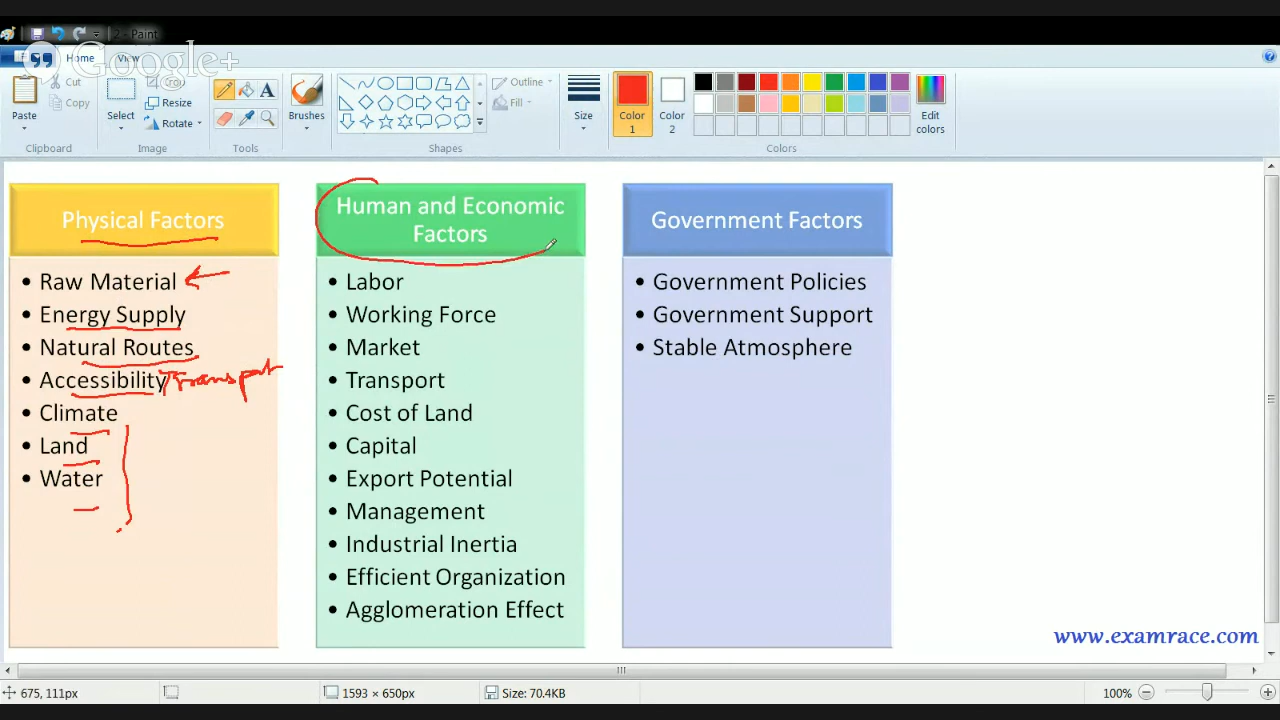 2 - Paint
Google+
Home
View
Paste
Cut
Copy
Clipboard
Select
Crop
Resize
Rotate
Image
Tools
Brushes
Shapes
Outline
Fill
Size
Color
1
Color
2
Edit
colors
Colors
Physical Factors
• Raw Material
• Energy Supply
• Natural Routes
• Accessibility Transpot
• Climate
• Land
• Water
Human and Economic
Factors
• Labor
• Working Force
• Market
• Transport
• Cost of Land
• Capital
• Export Potential
• Management
• Industrial Inertia
• Efficient Organization
• Agglomeration Effect
Government Factors
• Government Policies
• Government Support
• Stable Atmosphere
www.examrace.com
675, 111px
1593 × 650px
Size: 70.4KB
100%